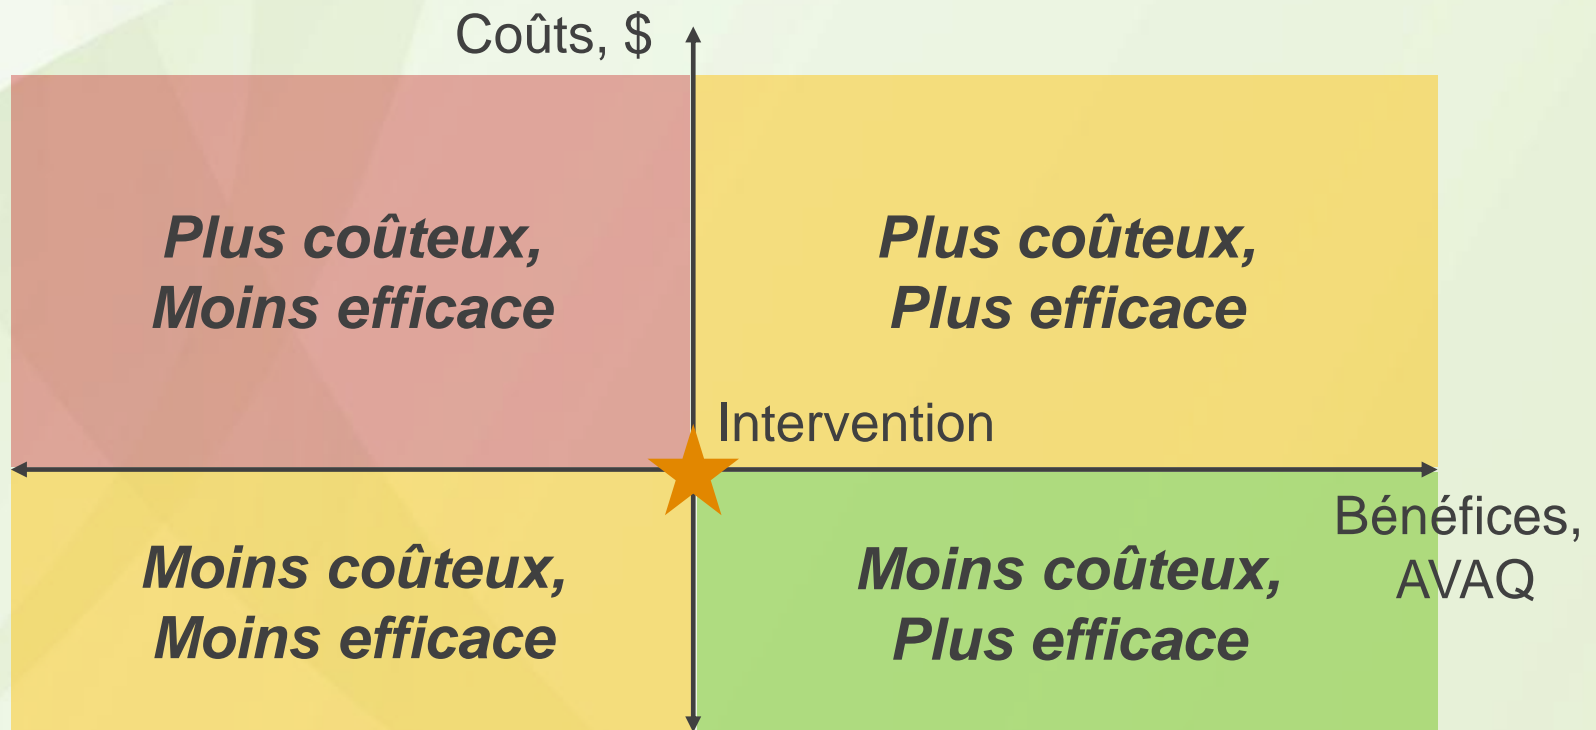 Coûts, $
Plus coûteux,
Moins efficace
Plus coûteux,
Plus efficace
Intervention
Bénéfices,
AVAQ
Moins coûteux,
Moins efficace
Moins coûteux,
Plus efficace